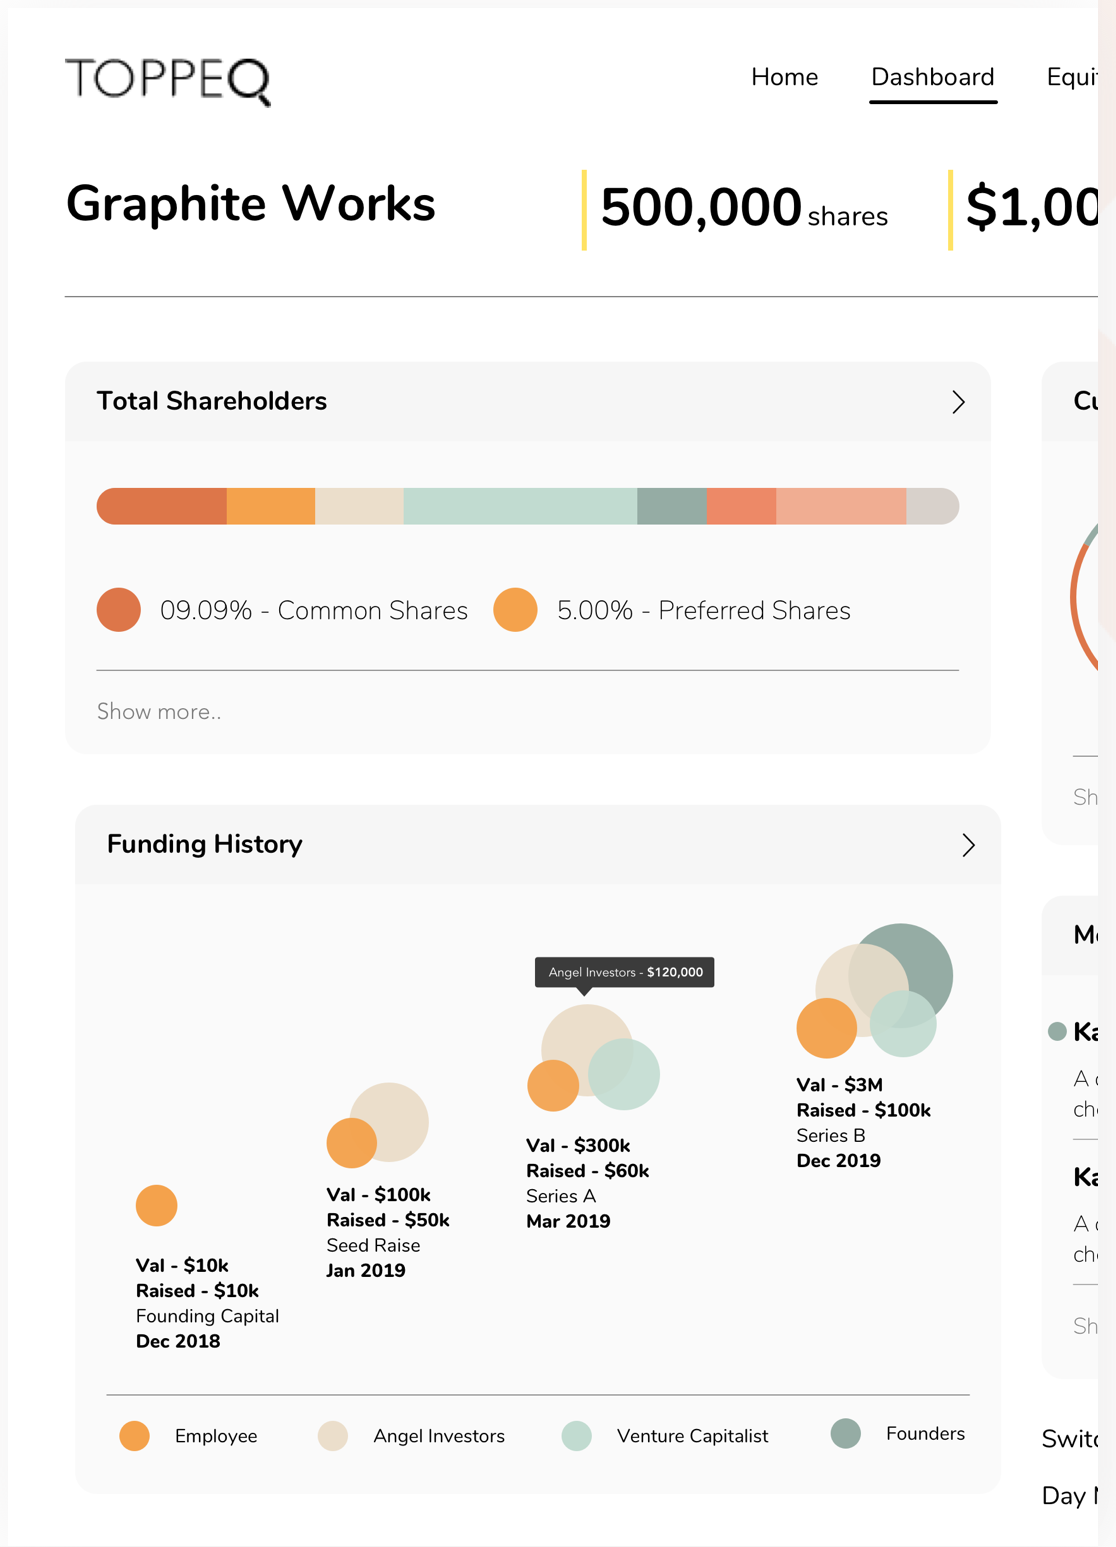 TOPPEQ
Home Dashboard Equi
Graphite Works
500,000 shares
$1,00
Total Shareholders
09.09% - Common Shares
5.00% - Preferred Shares
Show more..
Funding History
Angel Investors - $120,000
Val - $10k
Raised - $10k
Founding Capital
Dec 2018
Val - $100k
Raised - $50k
Seed Raise
Jan 2019
Val - $300k
Raised - $60k
Series A
Mar 2019
Val - $3M
Raised - $100k
Series B
Dec 2019
Employee
Angel Investors
Venture Capitalist
Founders
Cu
Sh
Ka
A
ch
Ka
A
ch
Sh
Switc
Day